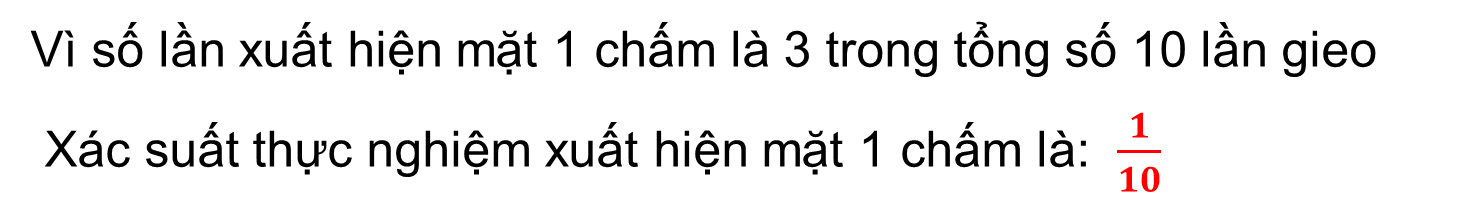 Vì số lần xuất hiện mặt 1 chấm là 3 trong tổng số 10 lần gieo
Xác suất thực nghiệm xuất hiện mặt 1 chấm là: 1/10